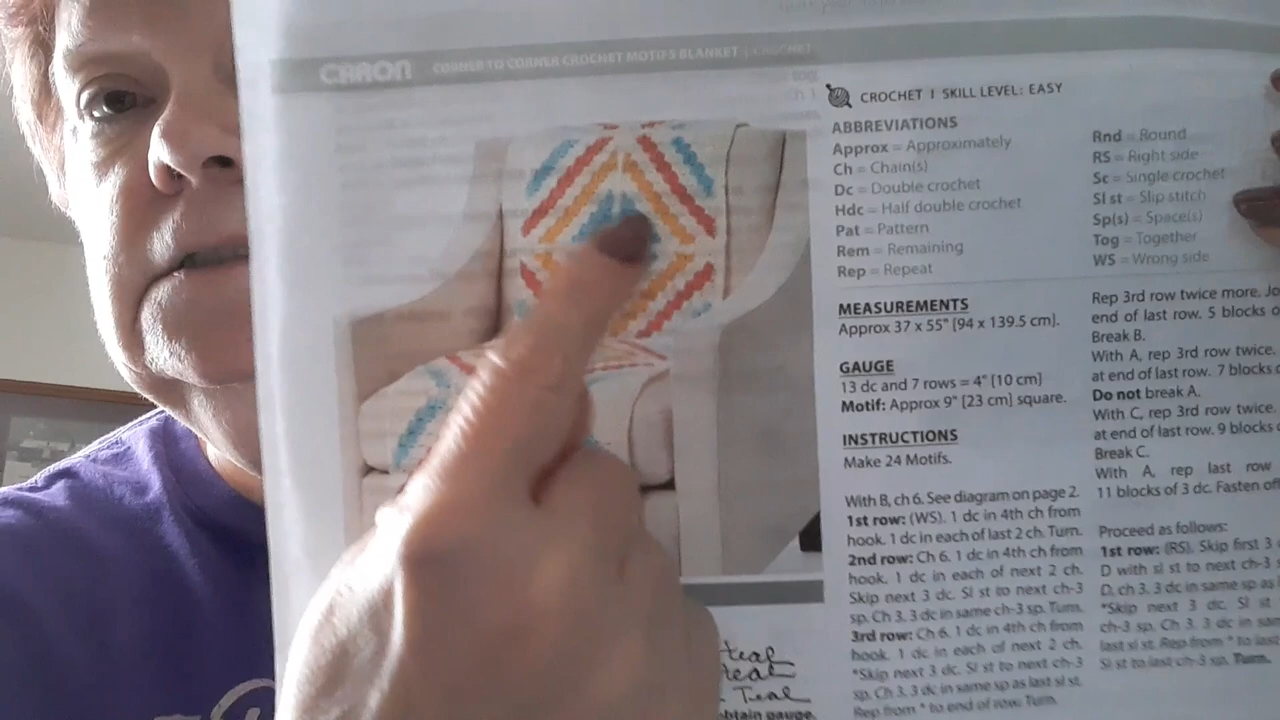 CARON CORNER TO CORNER CROCHET MOTIFS BLANKET | CROCHET
CROCHET I SKILL LEVEL: EASY
ABBREVIATIONS
Approx = Approximately
Ch = Chain(s)
Dc = Double crochet
Hdc = Half double crochet
Pat = Pattern
Rem = Remaining
Rep = Repeat
Rnd = Round
RS = Right side
Sc = Single crochet
Sl st = Slip stitch
Sp(s) = Space(s)
Tog = Together
WS = Wrong side
MEASUREMENTS
Approx 37 x 55" [94 x 139.5 cm].
GAUGE
13 dc and 7 rows = 4" [10 cm]
Motif: Approx 9" [23 cm] square.
INSTRUCTIONS
Make 24 Motifs.
With B, ch 6. See diagram on page 2.
1st row: (WS). 1 dc in 4th ch from
hook. 1 dc in each of last 2 ch. Turn.
2nd row: Ch 6. 1 dc in 4th ch from
hook. 1 dc in each of next 2 ch.
Skip next 3 dc. Sl st to next ch-3
sp. Ch 3. 3 dc in same ch-3 sp. Turn.
3rd row: Ch 6. 1 dc in 4th ch from
hook. 1 dc in each of next 2 ch.
*Skip next 3 dc. Sl st to next ch-3
sp. Ch 3. 3 dc in same sp as last sl st.
Rep from * to end of row. Turn.
Rep 3rd row twice more.
end of last row. 5 blocks
Break B.
With A, rep 3rd row twice.
at end of last row. 7 blocks
Do not break A.
With C, rep 3rd row twice.
at end of last row. 9 blocks
Break C.
With A, rep last row
11 blocks of 3 dc. Fasten
Proceed as follows:
1st row: (RS). Skip first 3
D with sl st to next ch-3
D, ch 3. 3 dc in same sp as
*Skip next 3 dc. Sl st
ch-3 sp. Ch 3. 3 dc in
last sl st. Rep from * to
Sl st to last ch-3 sp. Turn.
teal
teal
Teal
obtain gauge.